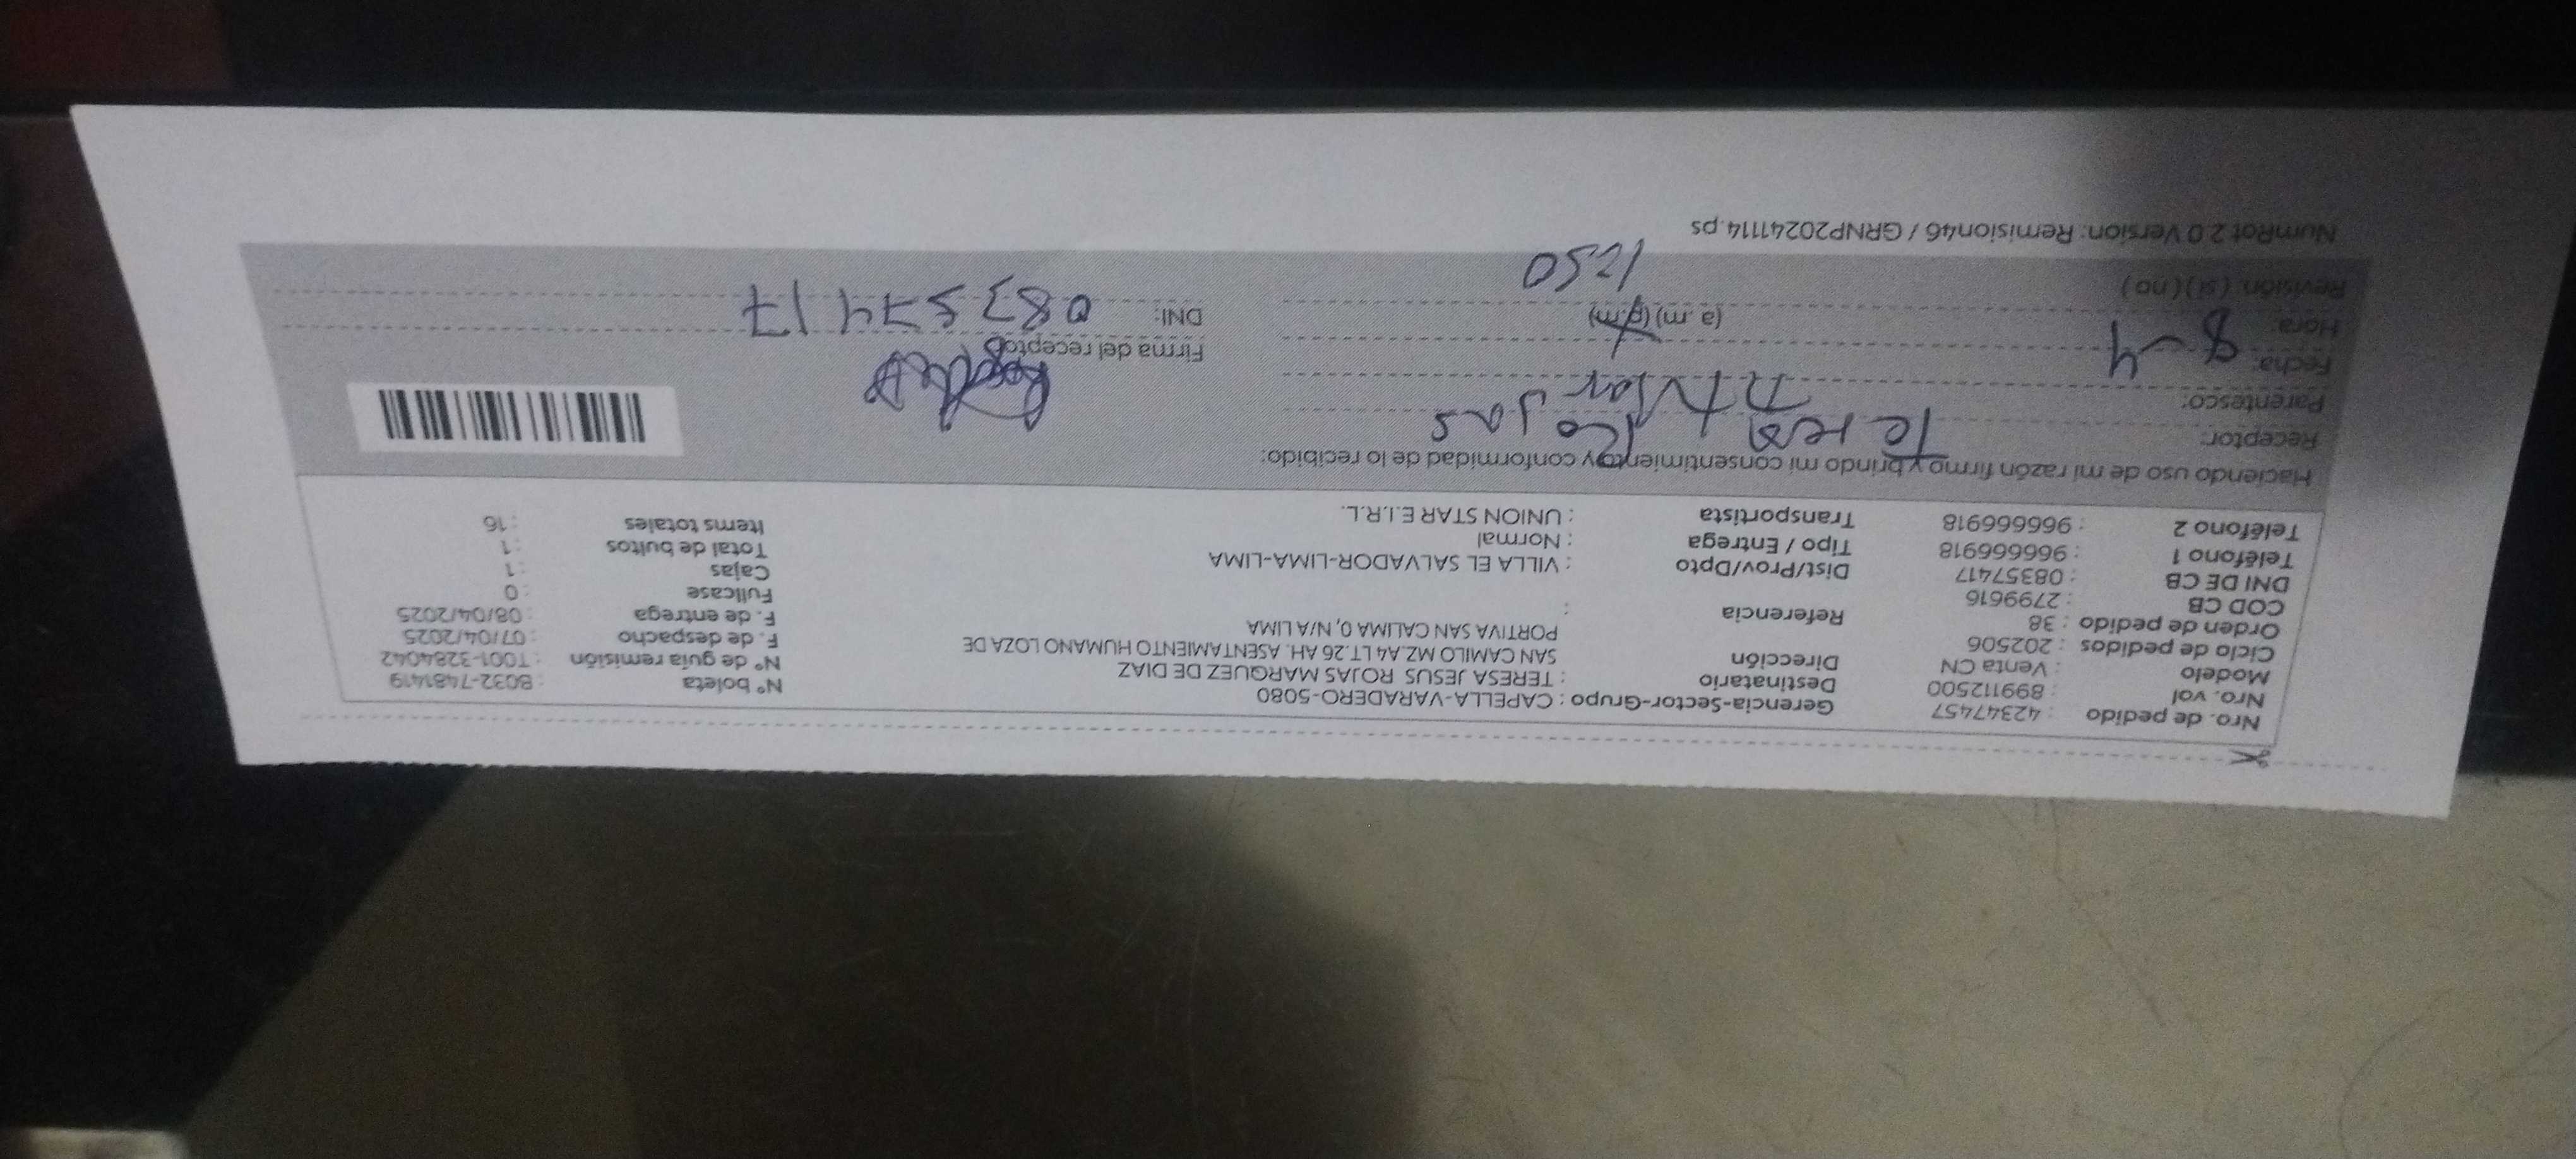 Nro. de pedido : 42347457 Gerencia-Sector-Grupo : CAPELLA-VARADERO-5080 N° boleta : B032-7481419
Nro. vol : 899112500 Destinatario : TERESA JESUS ROJAS MARQUEZ DE DIAZ N° de guía remisión : T001-3284042
Modelo : Venta CN Dirección SAN CAMILO MZ.A4 LT.26 AH. ASENTAMIENTO HUMANO LOZA DE F. de despacho : 07/04/2025
Ciclo de pedidos : 202506 PORTIVA SAN CALIMA 0, N/A LIMA F. de entrega : 08/04/2025
Orden de pedido : 38 Referencia : Fullcase : 0
COD CB : 2799616 Cajas : 1
DNI DE CB : 08357417 Dist/Prov/Dpto : VILLA EL SALVADOR-LIMA-LIMA Total de bultos : 1
Teléfono 1 : 966666918 Tipo / Entrega : Normal Items totales : 16
Teléfono 2 : 966666918 Transportista : UNION STAR E.I.R.L.
Haciendo uso de mi razón firmo y brindo mi consentimiento y conformidad de lo recibido:
Receptor: Teresa Rojas
Parentesco: Titular
Fecha: 8-4 Firma del receptor
Hora: (a.m) (p.m) DNI: 08357417
Revisión: (si) (no) 1250
NumRot 2.0 Version: Remision46 / GRNP20241114.ps